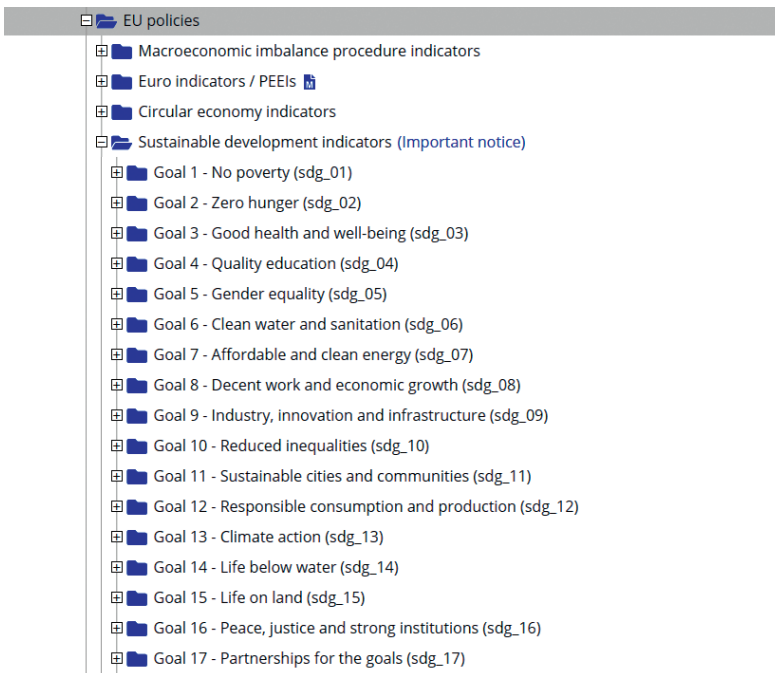 EU policies
Macroeconomic imbalance procedure indicators
Euro indicators / PEEIs M
Circular economy indicators
Sustainable development indicators (Important notice)
Goal 1 - No poverty (sdg_01)
Goal 2 - Zero hunger (sdg_02)
Goal 3 - Good health and well-being (sdg_03)
Goal 4 - Quality education (sdg_04)
Goal 5 - Gender equality (sdg_05)
Goal 6 - Clean water and sanitation (sdg_06)
Goal 7 - Affordable and clean energy (sdg_07)
Goal 8 - Decent work and economic growth (sdg_08)
Goal 9 - Industry, innovation and infrastructure (sdg_09)
Goal 10 - Reduced inequalities (sdg_10)
Goal 11 - Sustainable cities and communities (sdg_11)
Goal 12 - Responsible consumption and production (sdg_12)
Goal 13 - Climate action (sdg_13)
Goal 14 - Life below water (sdg_14)
Goal 15 - Life on land (sdg_15)
Goal 16 - Peace, justice and strong institutions (sdg_16)
Goal 17 - Partnerships for the goals (sdg_17)